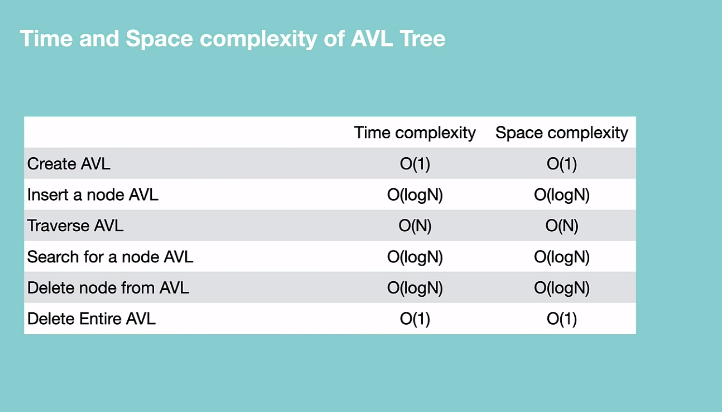 Time and Space complexity of AVL Tree
Time complexity Space complexity
Create AVL O(1) O(1)
Insert a node AVL O(logN) O(logN)
Traverse AVL O(N) O(N)
Search for a node AVL O(logN) O(logN)
Delete node from AVL O(logN) O(logN)
Delete Entire AVL O(1) O(1)